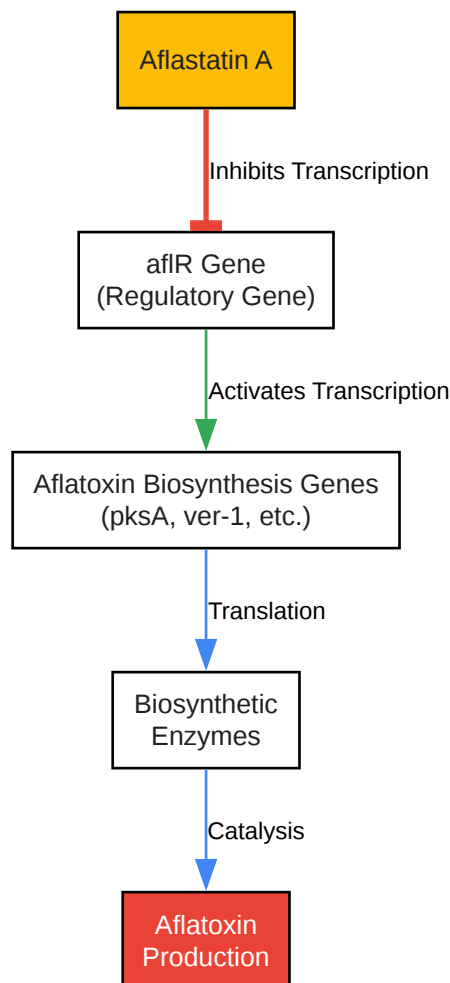 Aflastatin A
Inhibits Transcription
aflR Gene
(Regulatory Gene)
Activates Transcription
Aflatoxin Biosynthesis Genes
(pksA, ver-1, etc.)
Translation
Biosynthetic
Enzymes
Catalysis
Aflatoxin
Production